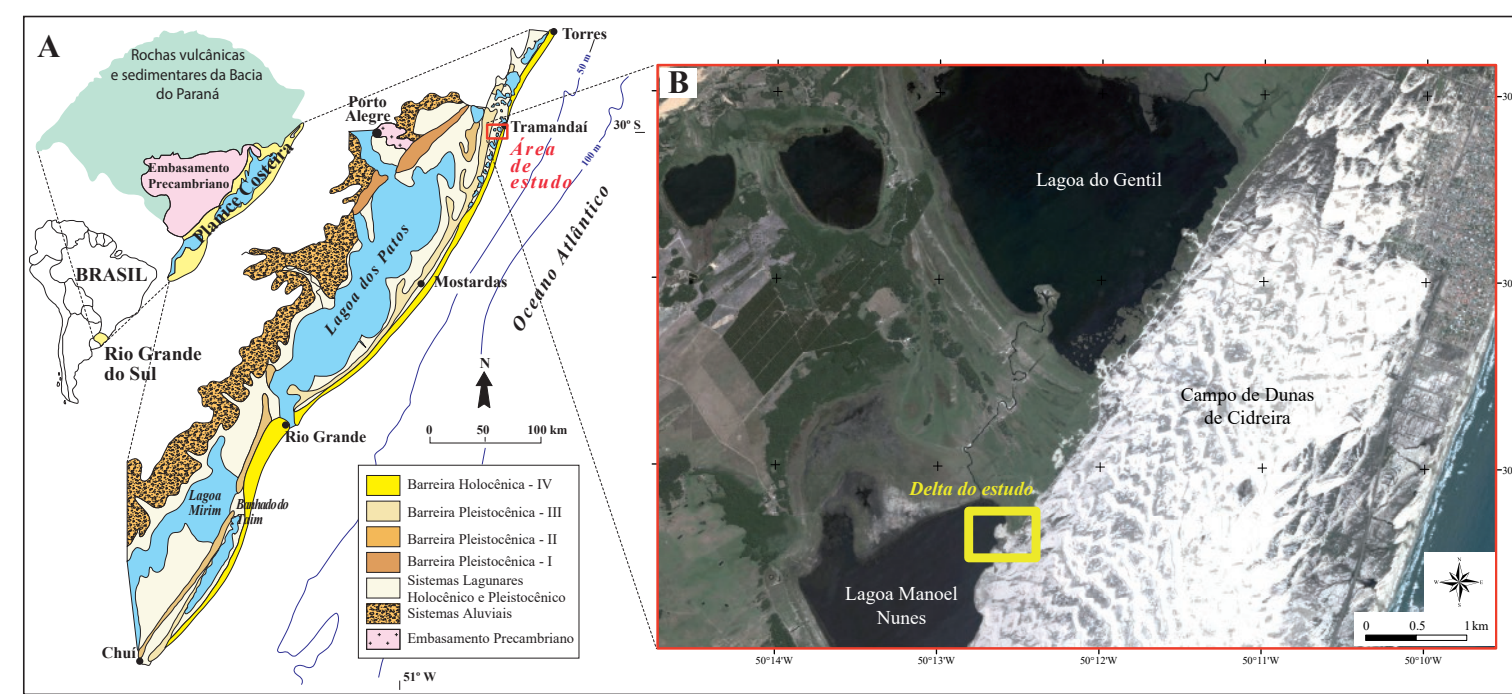 A
Rochas vulcânicas
e sedimentares da Bacia
do Paraná
Embasamento
Precambriano
Planíce Costeira
BRASIL
Rio Grande
do Sul
Torres
50 m
100 m
Porto
Alegre
Tramandaí
30º S
Área
de
estudo
Oceano Atlântico
Lagoa dos Patos
Mostardas
N
0 50 100 km
Rio Grande
Lagoa
Mirim
Banhado do
Taim
Chuí
51º W
Barreira Holocênica - IV
Barreira Pleistocênica - III
Barreira Pleistocênica - II
Barreira Pleistocênica - I
Sistemas Lagunares
Holocênico e Pleistocênico
Sistemas Aluviais
Embasamento Precambriano
B
Lagoa do Gentil
Campo de Dunas
de Cidreira
Delta do estudo
Lagoa Manoel
Nunes
N
W E
S
0 0.5 1 km
50°14'W 50°13'W 50°12'W 50°11'W 50°10'W